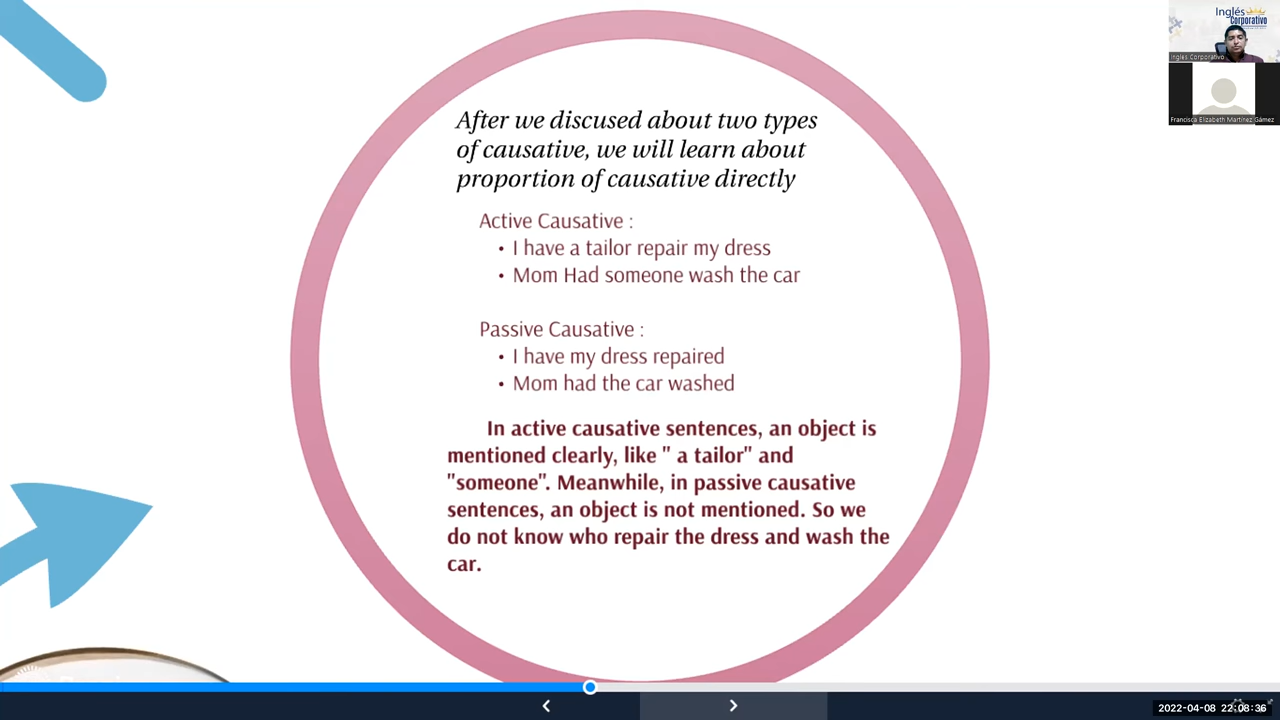 After we discused about two types
of causative, we will learn about
proportion of causative directly
Active Causative :
• I have a tailor repair my dress
• Mom Had someone wash the car
Passive Causative :
• I have my dress repaired
• Mom had the car washed
In active causative sentences, an object is
mentioned clearly, like " a tailor" and
"someone". Meanwhile, in passive causative
sentences, an object is not mentioned. So we
do not know who repair the dress and wash the
car.
Inglés
Corporativo
Inglés Corporativo
Francisca Elizabeth Martínez Gámez
2022-04-08 22:08:36